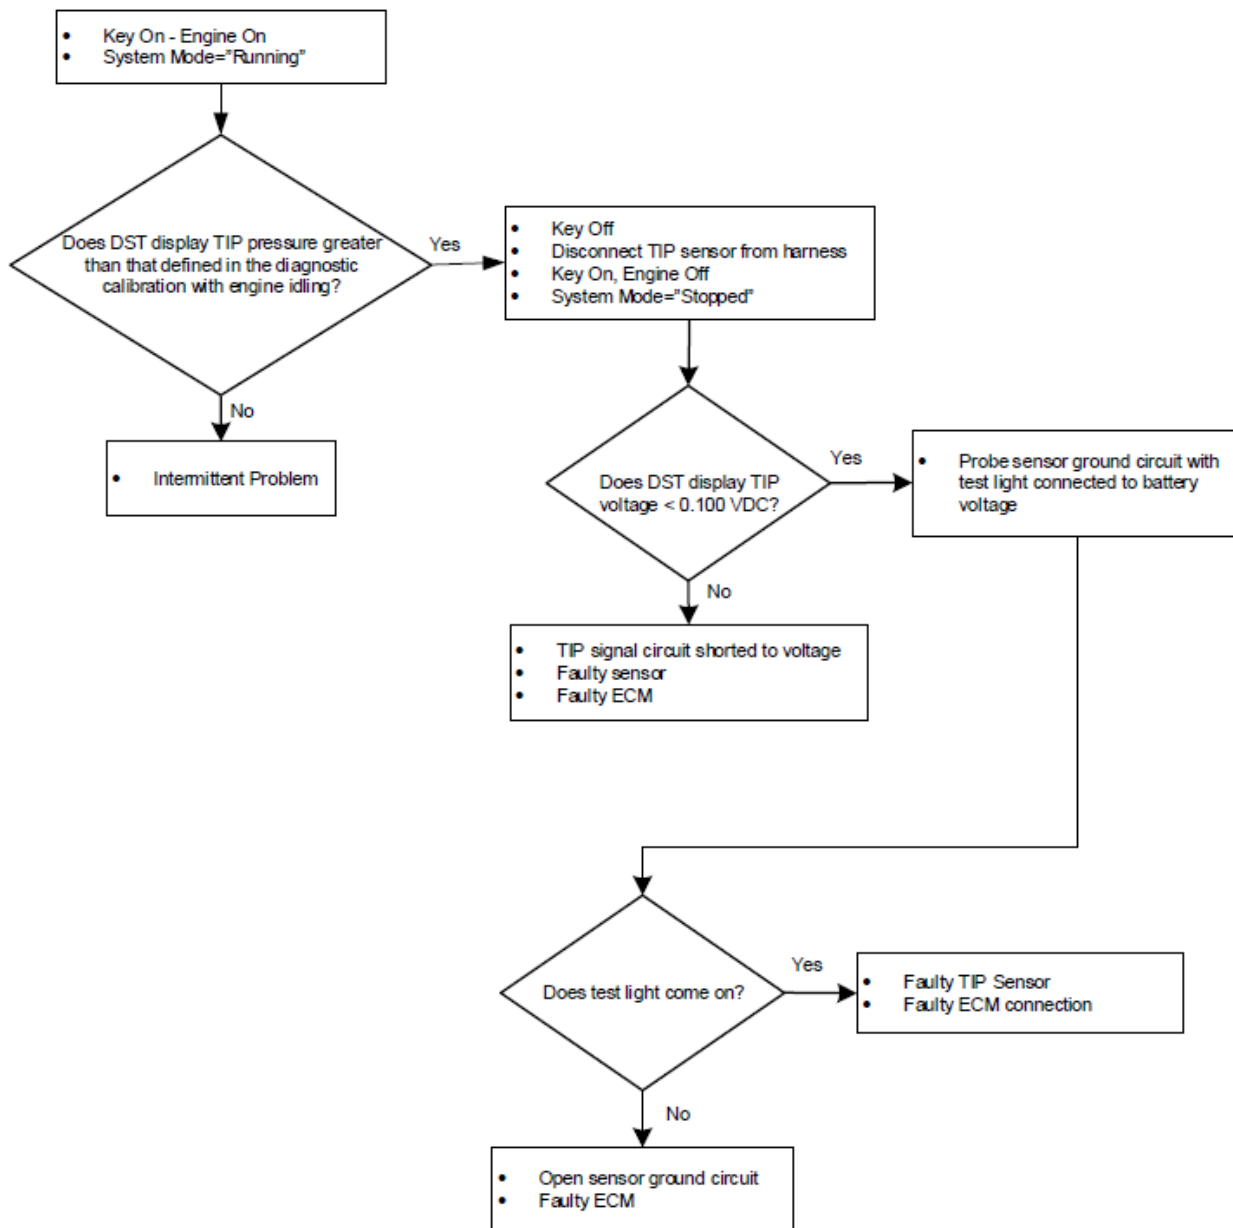 • Key On - Engine On
• System Mode=”Running”
Does DST display TIP pressure greater
than that defined in the diagnostic
calibration with engine idling?
Yes
• Key Off
• Disconnect TIP sensor from harness
• Key On, Engine Off
• System Mode=”Stopped”
No
• Intermittent Problem
Does DST display TIP
voltage < 0.100 VDC?
Yes
• Probe sensor ground circuit with
test light connected to battery
voltage
No
• TIP signal circuit shorted to voltage
• Faulty sensor
• Faulty ECM
Does test light come on?
Yes
• Faulty TIP Sensor
• Faulty ECM connection
No
• Open sensor ground circuit
• Faulty ECM